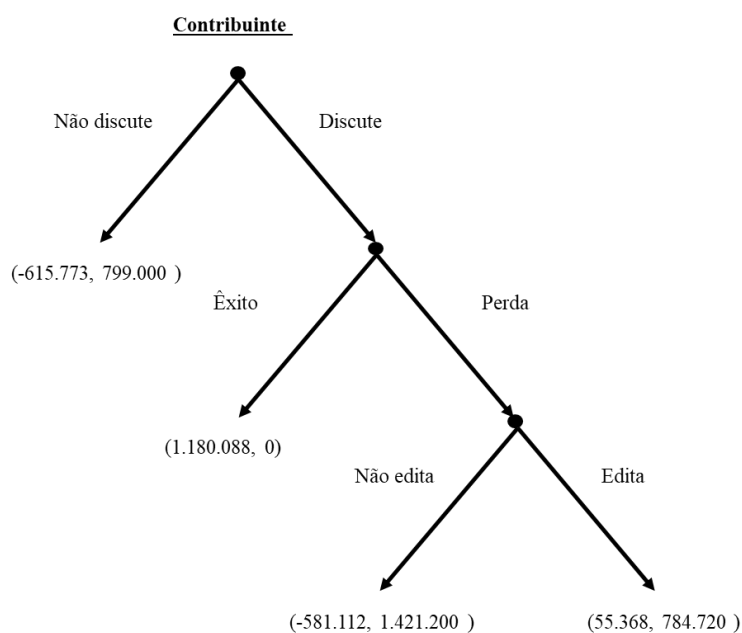 Contribuinte
Não discute
Discute
(-615.773, 799.000 )
Êxito
Perda
(1.180.088, 0)
Não edita
Edita
(-581.112, 1.421.200 )
(55.368, 784.720 )